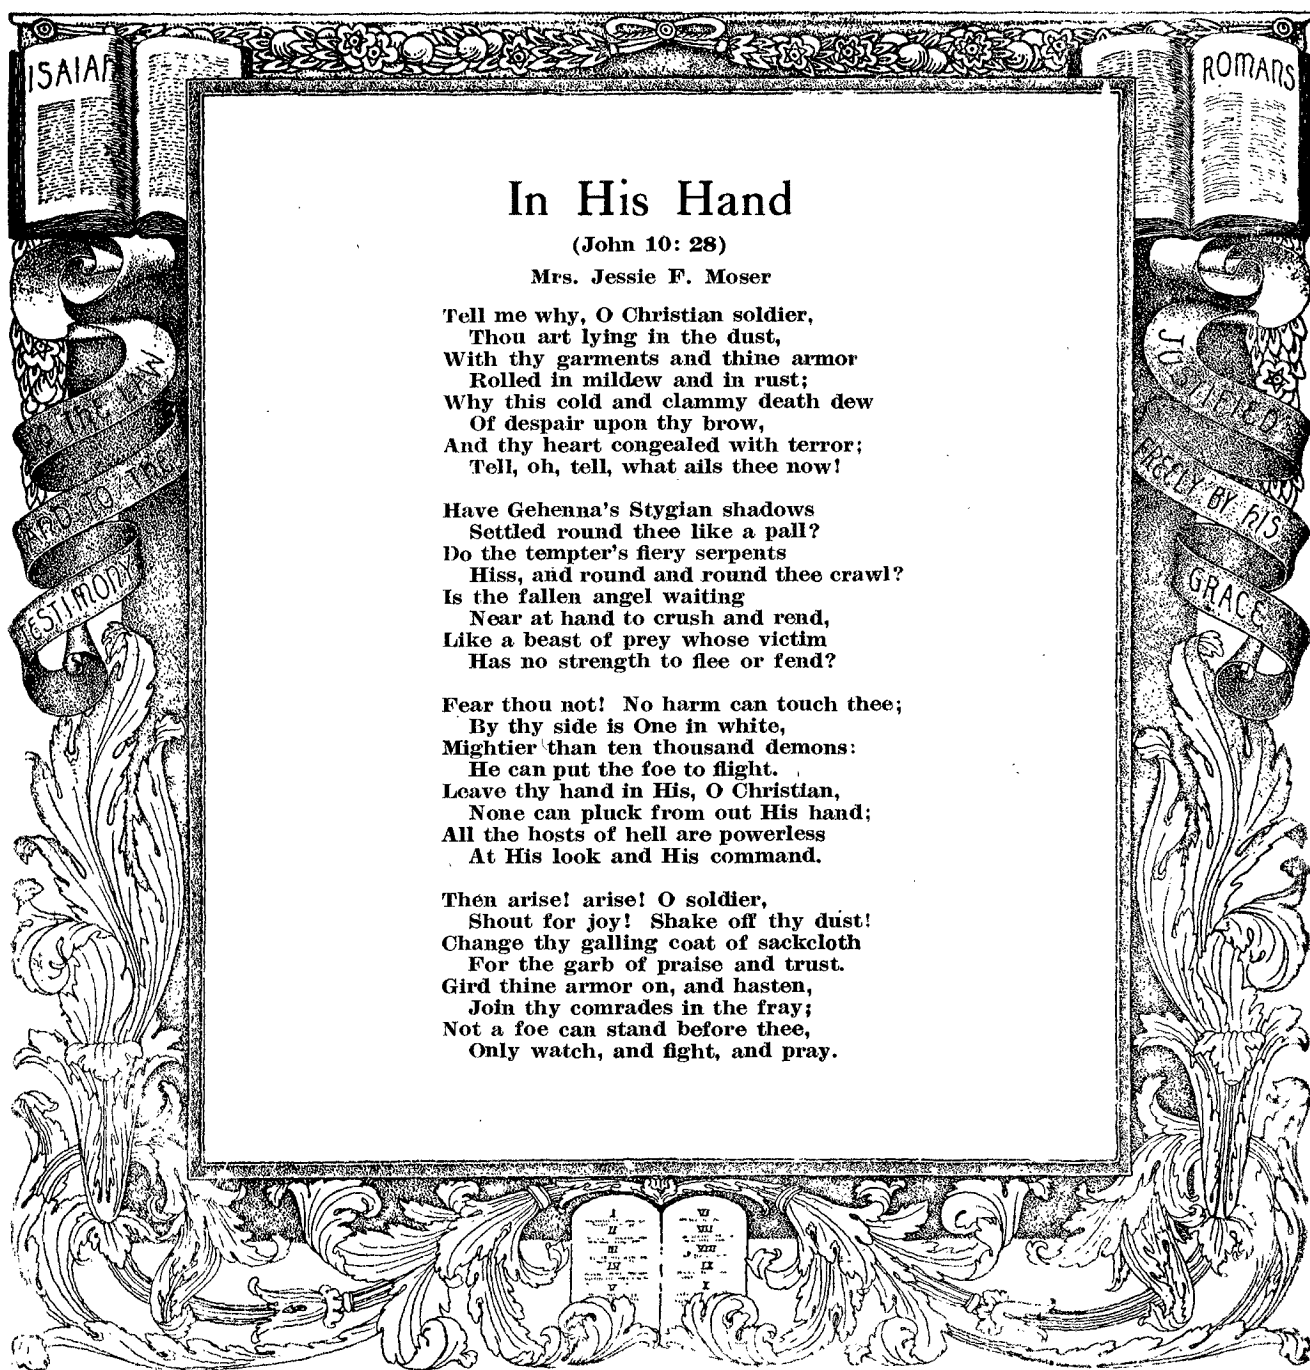 ISAIAH
ROMANS
In His Hand
(John 10: 28)
Mrs. Jessie F. Moser
Tell me why, O Christian soldier,
Thou art lying in the dust,
With thy garments and thine armor
Rolled in mildew and in rust;
Why this cold and clammy death dew
Of despair upon thy brow,
And thy heart congealed with terror;
Tell, oh, tell, what ails thee now!
Have Gehenna's Stygian shadows
Settled round thee like a pall?
Do the tempter's fiery serpents
Hiss, and round and round thee crawl?
Is the fallen angel waiting
Near at hand to crush and rend,
Like a beast of prey whose victim
Has no strength to flee or fend?
Fear thou not! No harm can touch thee;
By thy side is One in white,
Mightier than ten thousand demons:
He can put the foe to flight.
Leave thy hand in His, O Christian,
None can pluck from out His hand;
All the hosts of hell are powerless
At His look and His command.
Then arise! arise! O soldier,
Shout for joy! Shake off thy dust!
Change thy galling coat of sackcloth
For the garb of praise and trust.
Gird thine armor on, and hasten,
Join thy comrades in the fray;
Not a foe can stand before thee,
Only watch, and fight, and pray.
TO THE LAW
AND TO THE
TESTIMONY
JUSTIFIED
FREELY BY HIS
GRACE
I
II
III
IV
V
VI
VII
VIII
IX
X